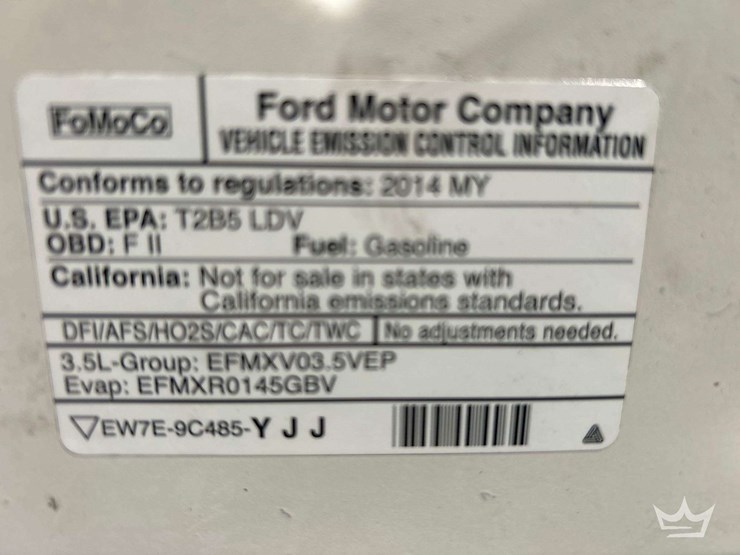 FoMoCo
Ford Motor Company
VEHICLE EMISSION CONTROL INFORMATION
Conforms to regulations: 2014 MY
U.S. EPA: T2B5 LDV
OBD: F II Fuel: Gasoline
California: Not for sale in states with
California emissions standards.
DFI/AFS/HO2S/CAC/TC/TWC No adjustments needed.
3.5L-Group: EFMXV03.5VEP
Evap: EFMXR0145GBV
EW7E-9C485-Y J J